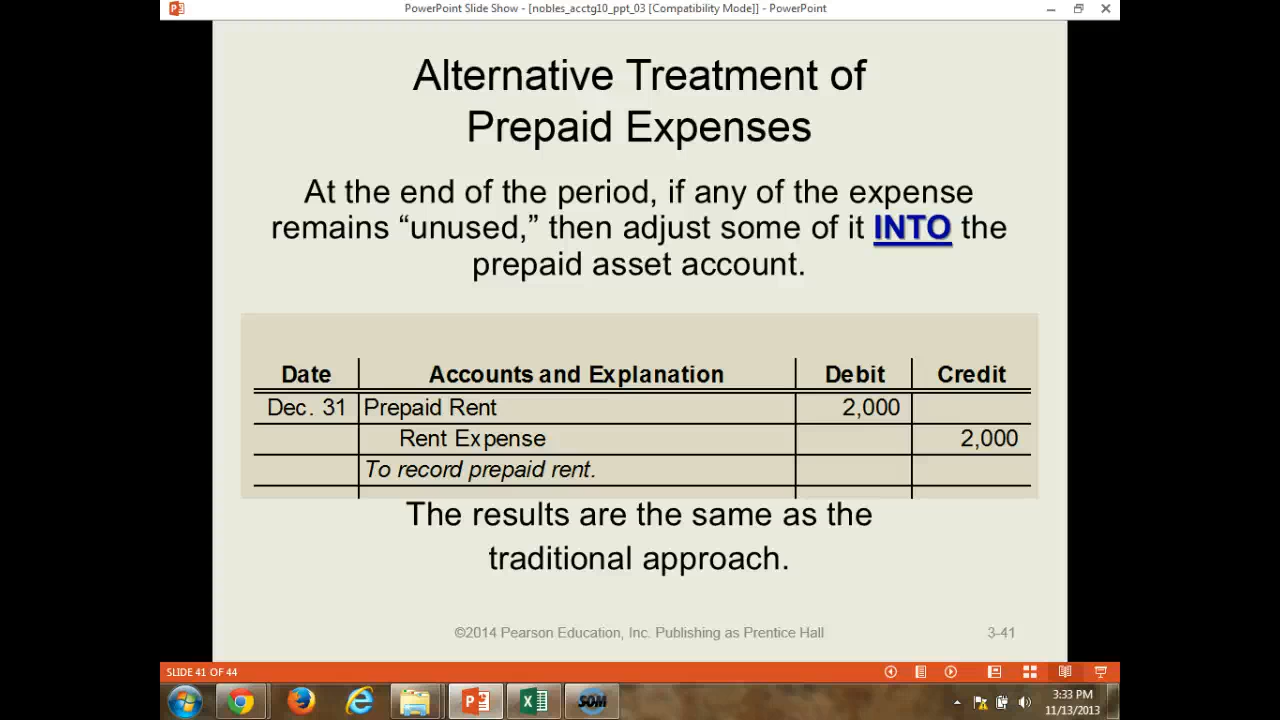 PowerPoint Slide Show - [nobles_acctg10_ppt_03 [Compatibility Mode]] - PowerPoint
Alternative Treatment of
Prepaid Expenses
At the end of the period, if any of the expense
remains “unused,” then adjust some of it INTO the
prepaid asset account.
Date Accounts and Explanation Debit Credit
Dec. 31 Prepaid Rent 2,000
Rent Expense 2,000
To record prepaid rent.
The results are the same as the
traditional approach.
©2014 Pearson Education, Inc. Publishing as Prentice Hall 3-41
SLIDE 41 OF 44
SOM
3:33 PM
11/13/2013